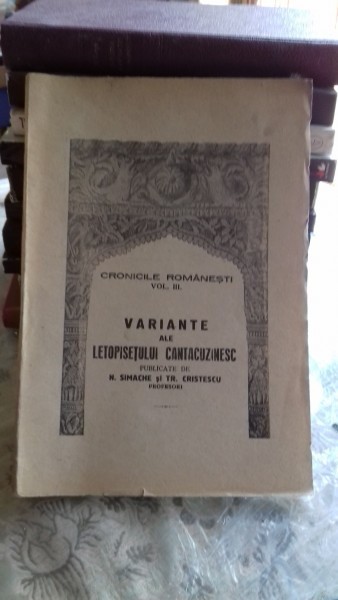 CRONICILE ROMÂNEȘTI
VOL. III.
VARIANTE
ALE
LETOPISEȚULUI CANTACUZINESC
PUBLICATE DE
N. SIMACHE și TR. CRISTESCU
PROFESORI